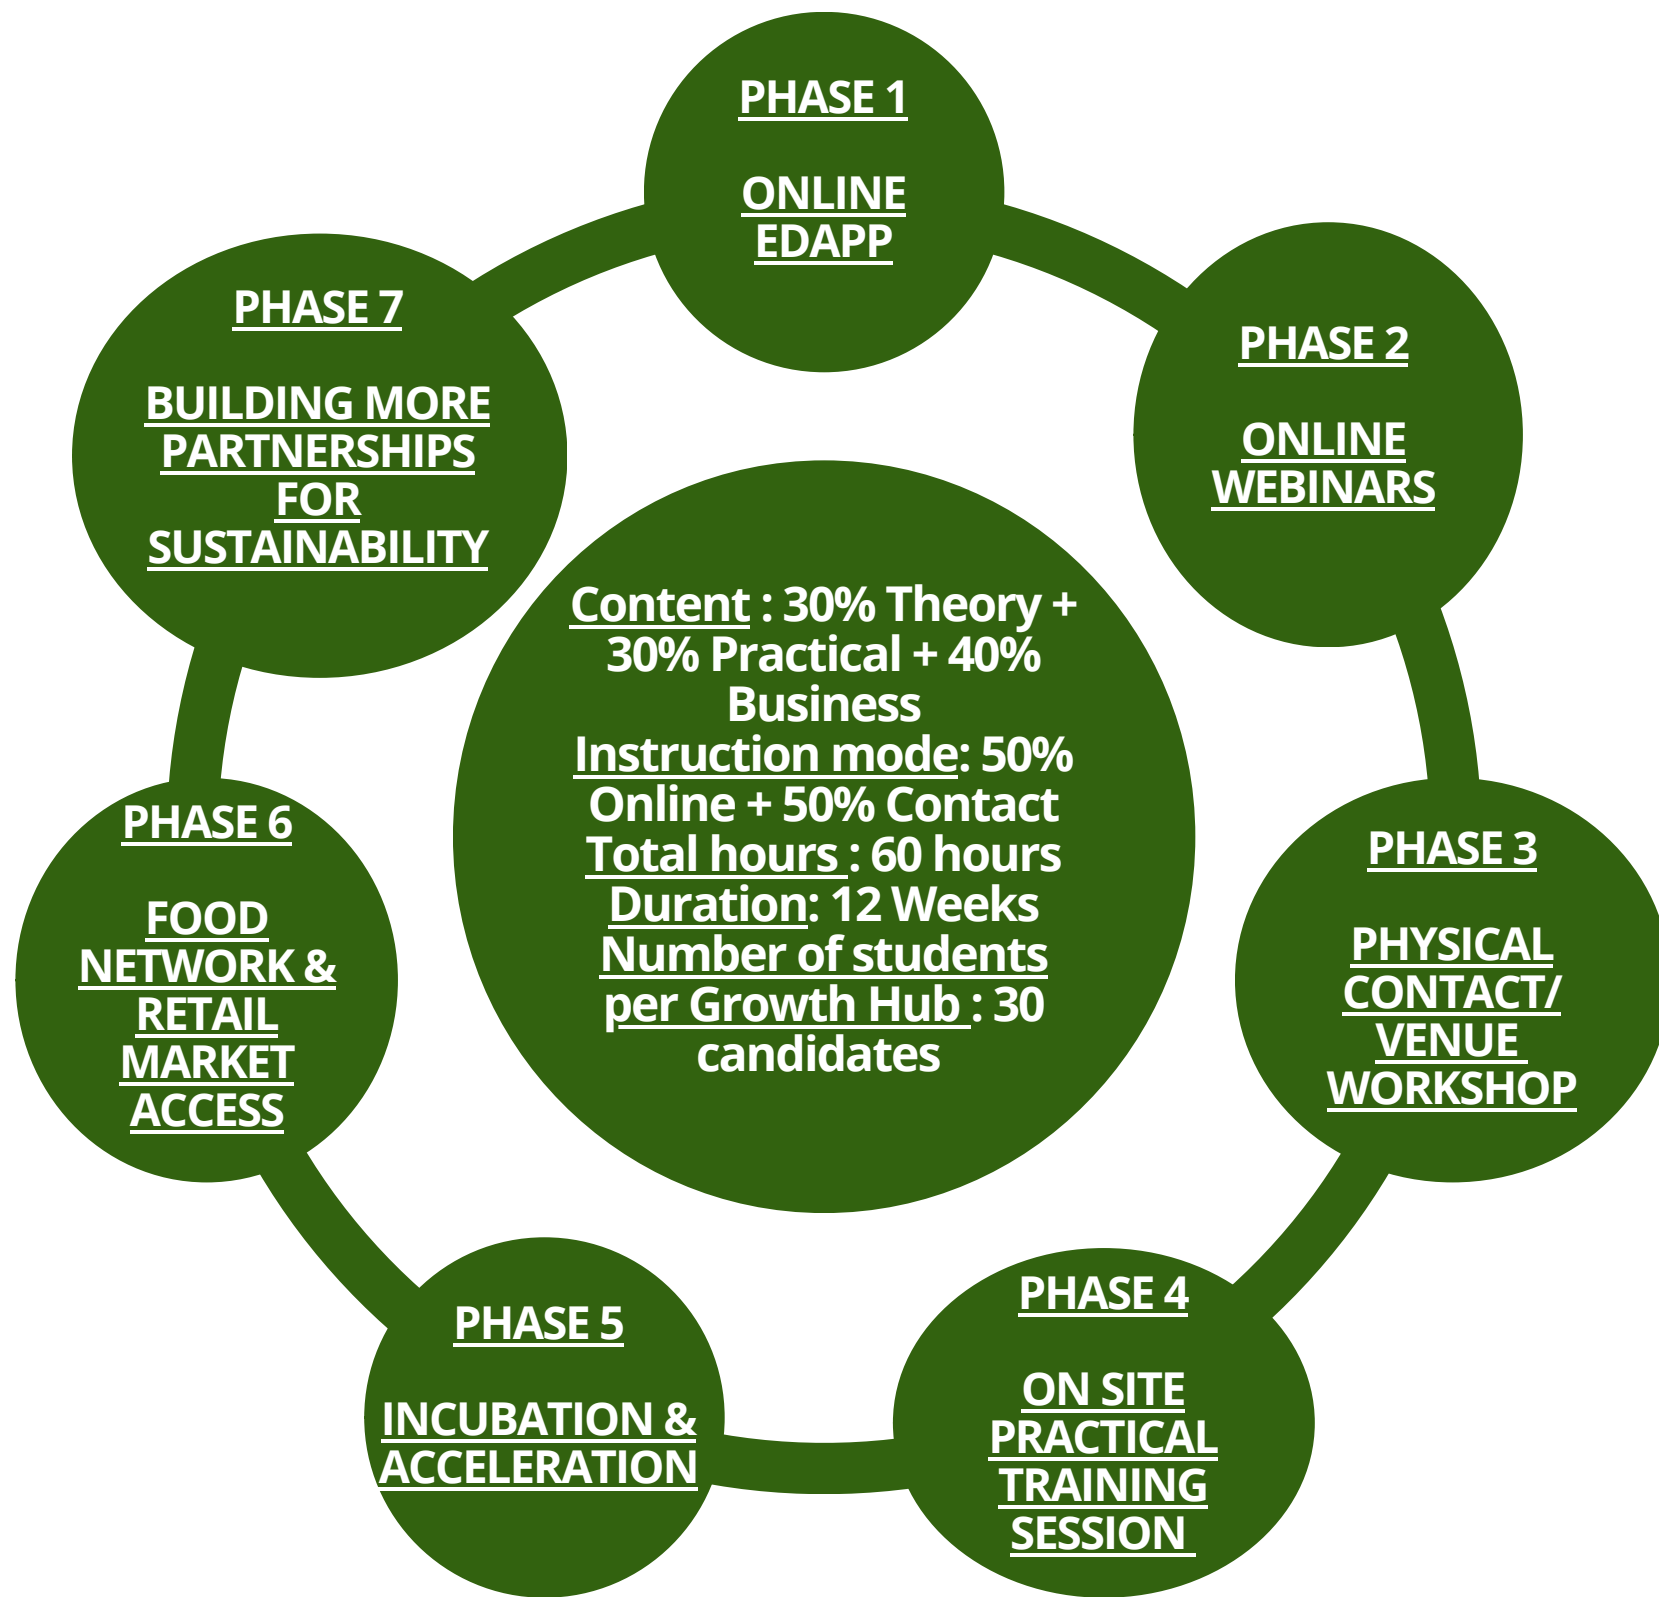 PHASE 1
ONLINE
EDAPP
PHASE 2
ONLINE
WEBINARS
PHASE 3
PHYSICAL
CONTACT/
VENUE
WORKSHOP
PHASE 4
ON SITE
PRACTICAL
TRAINING
SESSION
PHASE 5
INCUBATION &
ACCELERATION
PHASE 6
FOOD
NETWORK &
RETAIL
MARKET
ACCESS
PHASE 7
BUILDING MORE
PARTNERSHIPS
FOR
SUSTAINABILITY
Content : 30% Theory +
30% Practical + 40%
Business
Instruction mode: 50%
Online + 50% Contact
Total hours : 60 hours
Duration: 12 Weeks
Number of students
per Growth Hub : 30
candidates